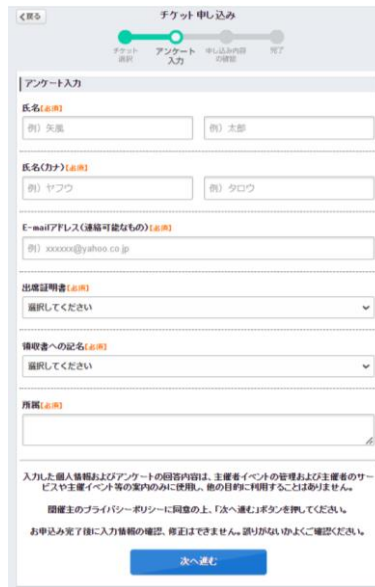 <戻る
チケット申し込み
チケット
選択
アンケート
入力
申し込み内容
の確認
完了
アンケート入力
氏名[必須]
例）矢風
例）太郎
氏名(カナ)[必須]
例）ヤフウ
例）タロウ
E-mailアドレス(連絡可能なもの)[必須]
例）xxxxxx@yahoo.co.jp
出席証明書[必須]
選択してください
領収書への記名[必須]
選択してください
所属[必須]
入力した個人情報およびアンケートの回答内容は、主催者イベントの管理および主催者のサー
ビスや主催イベント等の案内のみに使用し、他の目的に利用することはありません。
開催主のプライバシーポリシーに同意の上、「次へ進む」ボタンを押してください。
お申込み完了後に入力情報の確認、修正はできません。誤りがないかよくご確認ください。
次へ進む